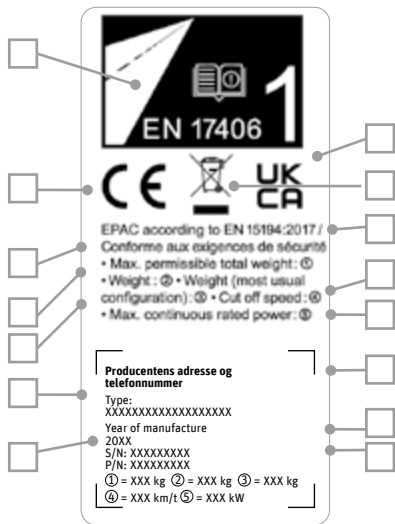 1
EN 17406
CE UK
CA
EPAC according to EN 15194:2017 /
Conforme aux exigences de sécurité
• Max. permissible total weight: ①
• Weight : ② • Weight (most usual
configuration): ③ • Cut off speed: ④
• Max. continuous rated power: ⑤
Producentens adresse og
telefonnummer
Type:
XXXXXXXXXXXXXXXXXXX
Year of manufacture
20XX
S/N: XXXXXXXXX
P/N: XXXXXXXXX
① = XXX kg ② = XXX kg ③ = XXX kg
④ = XXX km/t ⑤ = XXX kW